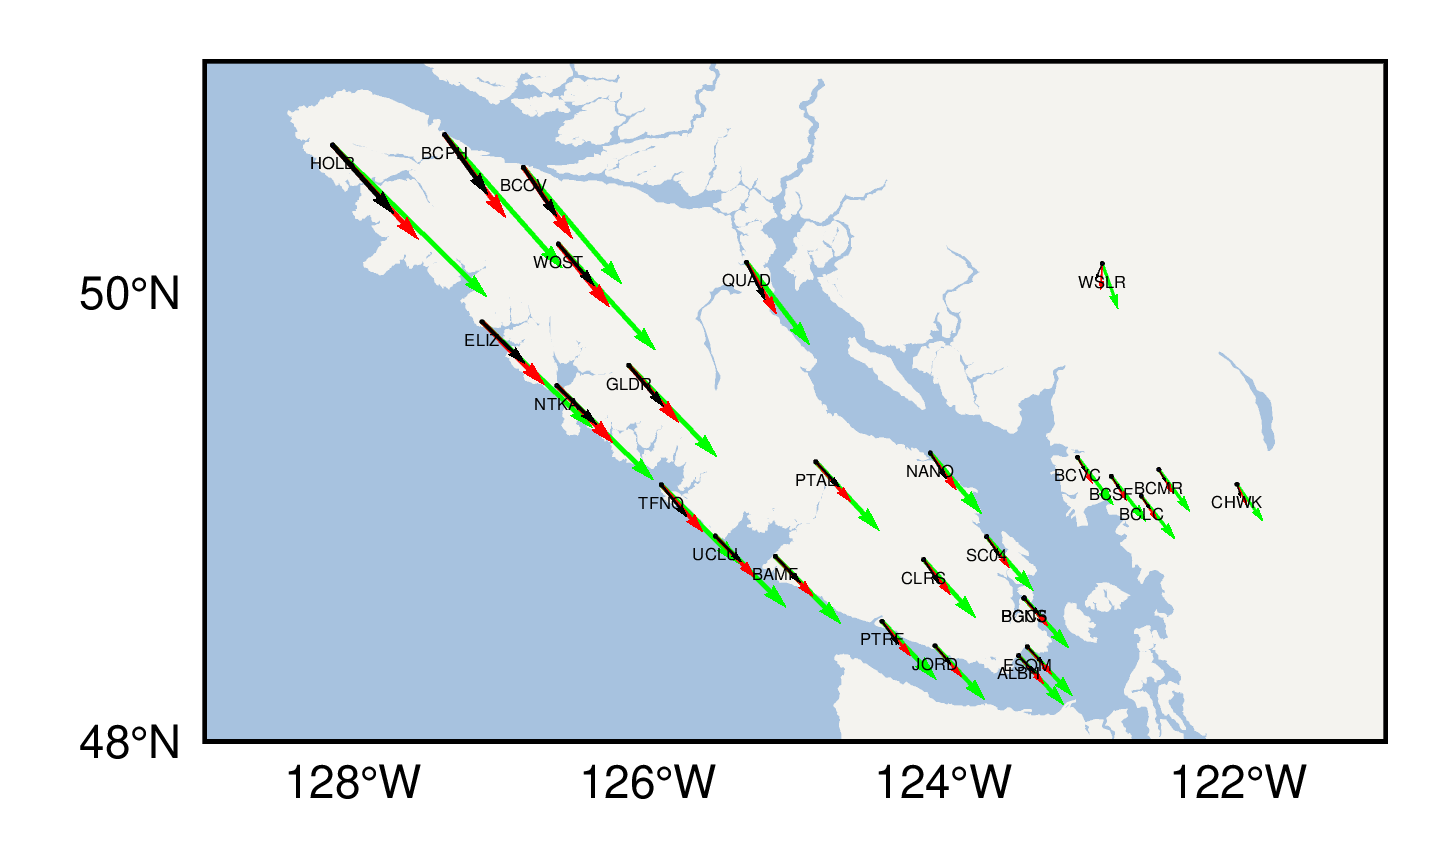 HOLB
BCPH
BCOV
WOST
QUAD
WSLR
50°N
ELIZ
GLDR
NTKA
NANO
BCVC
PTAL
BCSF
BCMR
TFNO
CHWK
BCLC
UCLU
SC04
BAMF
CLRS
PTRF
JORD
ESQM
ALBH
48°N
128°W
126°W
124°W
122°W